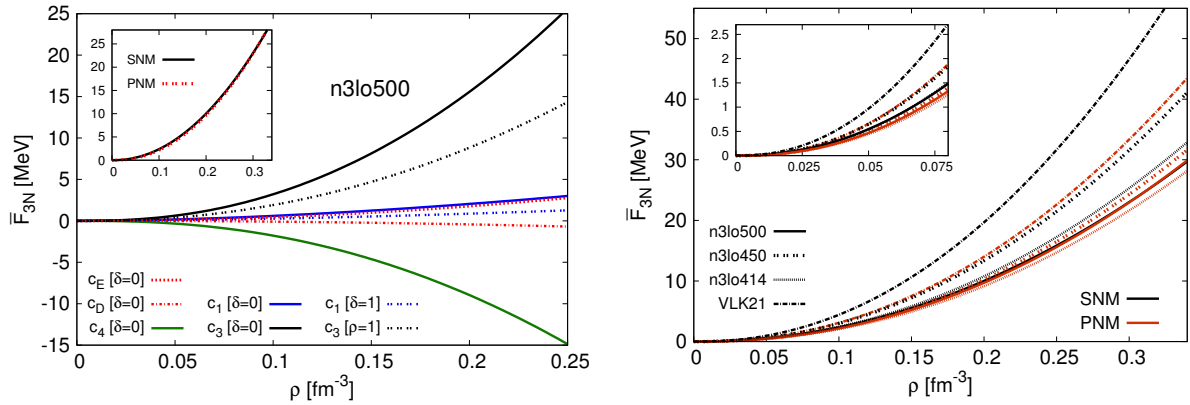 25
20
15
10
5
0
-5
-10
-15
F̅3N [MeV]
25
20
15
10
5
0
0.1
0.2
0.3
SNM
PNM
n3lo500
cE [δ=0]
cD [δ=0]
c1 [δ=0]
c1 [δ=1]
c4 [δ=0]
c3 [δ=0]
c3 [ρ=1]
0
0.05
0.10
0.15
0.20
0.25
ρ [fm-3]
50
40
30
20
10
0
F̅3N [MeV]
2.5
2
1.5
1
0.5
0
0
0.025
0.05
0.080
n3lo500
n3lo450
n3lo414
VLK21
SNM
PNM
0
0.05
0.1
0.15
0.2
0.25
0.3
ρ [fm-3]